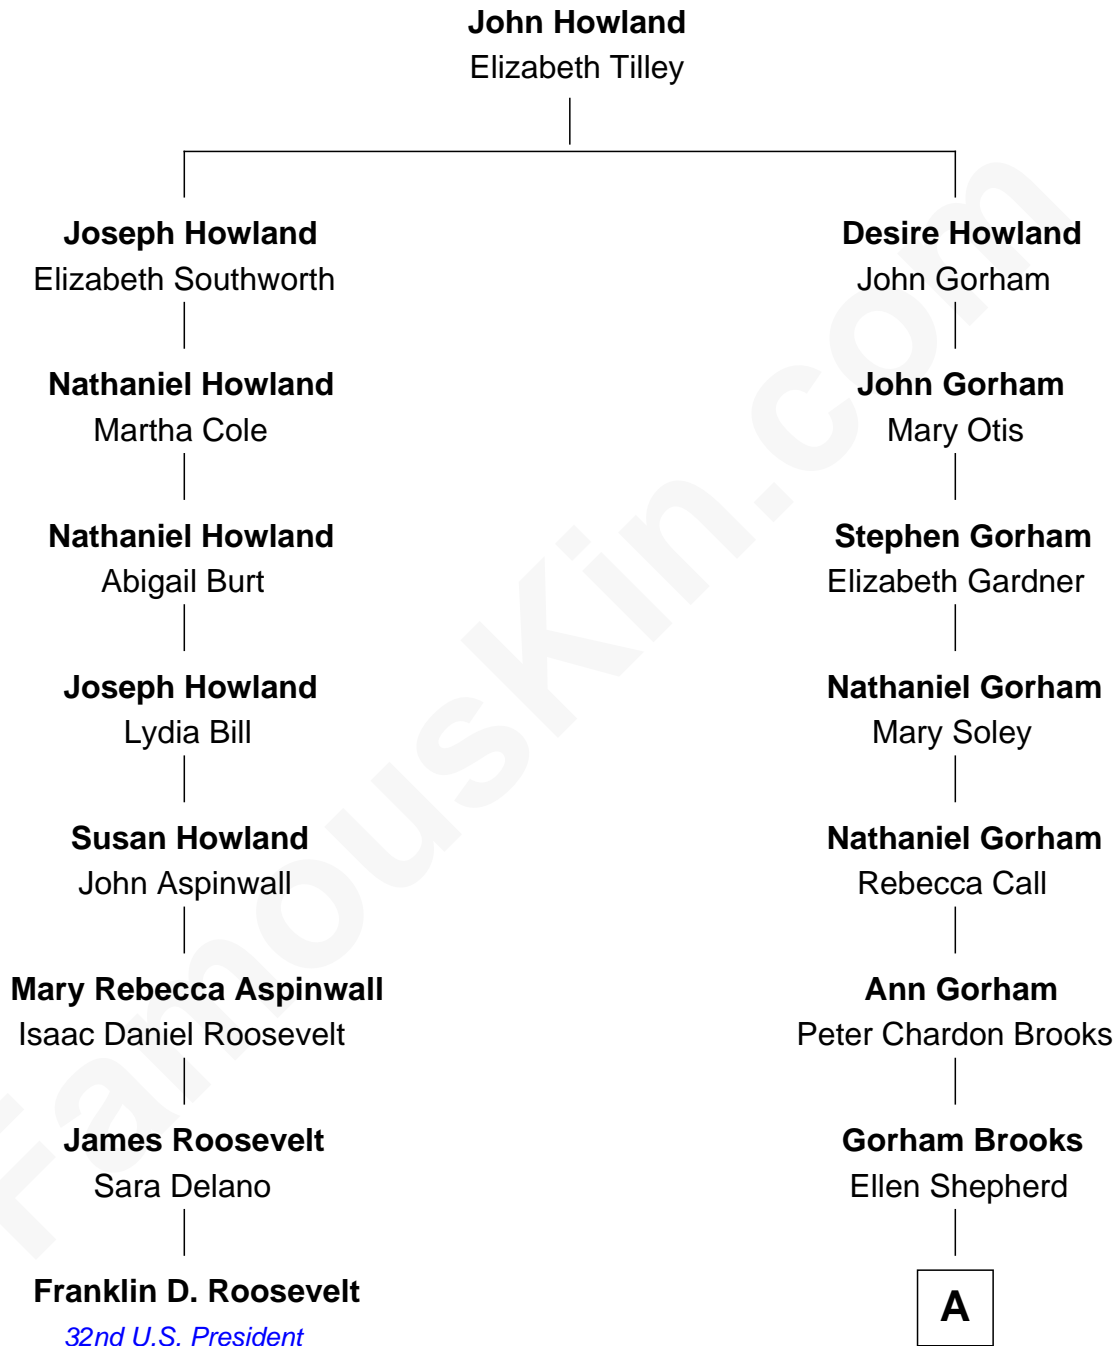 John Howland
Elizabeth Tilley
Joseph Howland
Elizabeth Southworth
Desire Howland
John Gorham
Nathaniel Howland
Martha Cole
John Gorham
Mary Otis
Nathaniel Howland
Abigail Burt
Stephen Gorham
Elizabeth Gardner
Joseph Howland
Lydia Bill
Nathaniel Gorham
Mary Soley
Susan Howland
John Aspinwall
Nathaniel Gorham
Rebecca Call
Mary Rebecca Aspinwall
Isaac Daniel Roosevelt
Ann Gorham
Peter Chardon Brooks
James Roosevelt
Sara Delano
Gorham Brooks
Ellen Shepherd
Franklin D. Roosevelt
32nd U.S. President
A
FamousKin.com